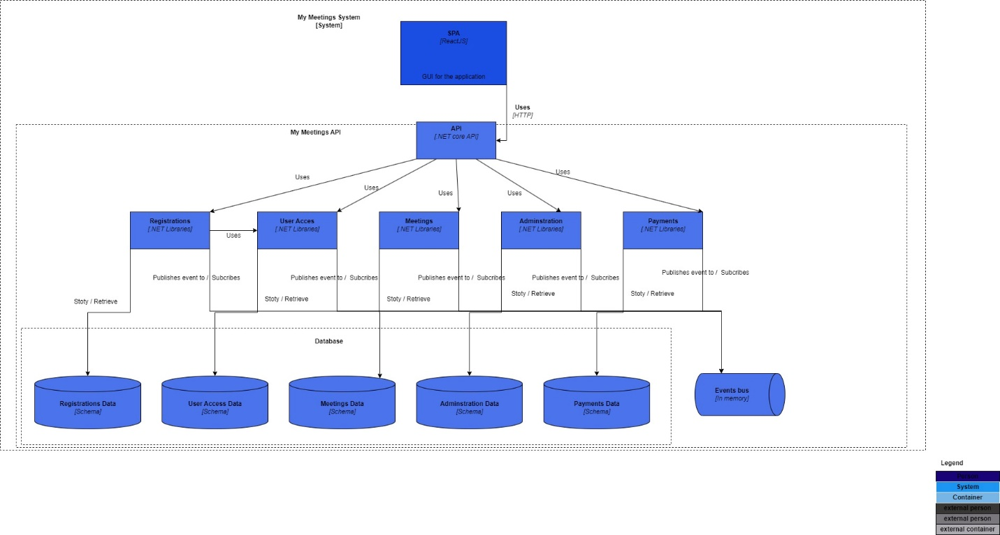 My Meetings System
[System]
SPA
[ReactJS]
GUI for the application
Uses
[HTTP]
My Meetings API
API
[.NET core API]
Uses
Uses
Uses
Uses
Uses
Registrations
[.NET Libraries]
Uses
User Acces
[.NET Libraries]
Meetings
[.NET Libraries]
Adminstration
[.NET Libraries]
Payments
[.NET Libraries]
Publishes event to / Subcribes
Publishes event to / Subcribes
Publishes event to / Subcribes
Publishes event to / Subcribes
Publishes event to / Subcribes
Stoty / Retrieve
Stoty / Retrieve
Stoty / Retrieve
Stoty / Retrieve
Stoty / Retrieve
Database
Registrations Data
[Schema]
User Access Data
[Schema]
Meetings Data
[Schema]
Adminstration Data
[Schema]
Payments Data
[Schema]
Events bus
[In memory]
Legend
Person
System
Container
external person
external person
external container